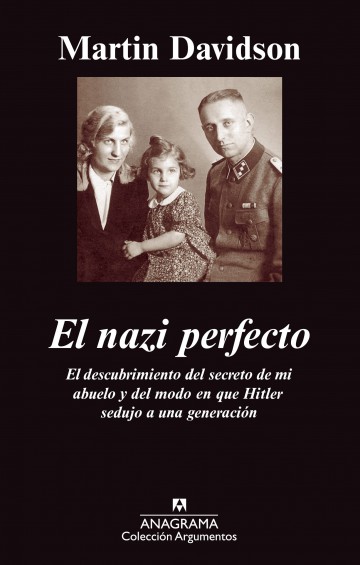 Martin Davidson
El nazi perfecto
El descubrimiento del secreto de mi
abuelo y del modo en que Hitler
sedujo a una generación
ANAGRAMA
Colección Argumentos